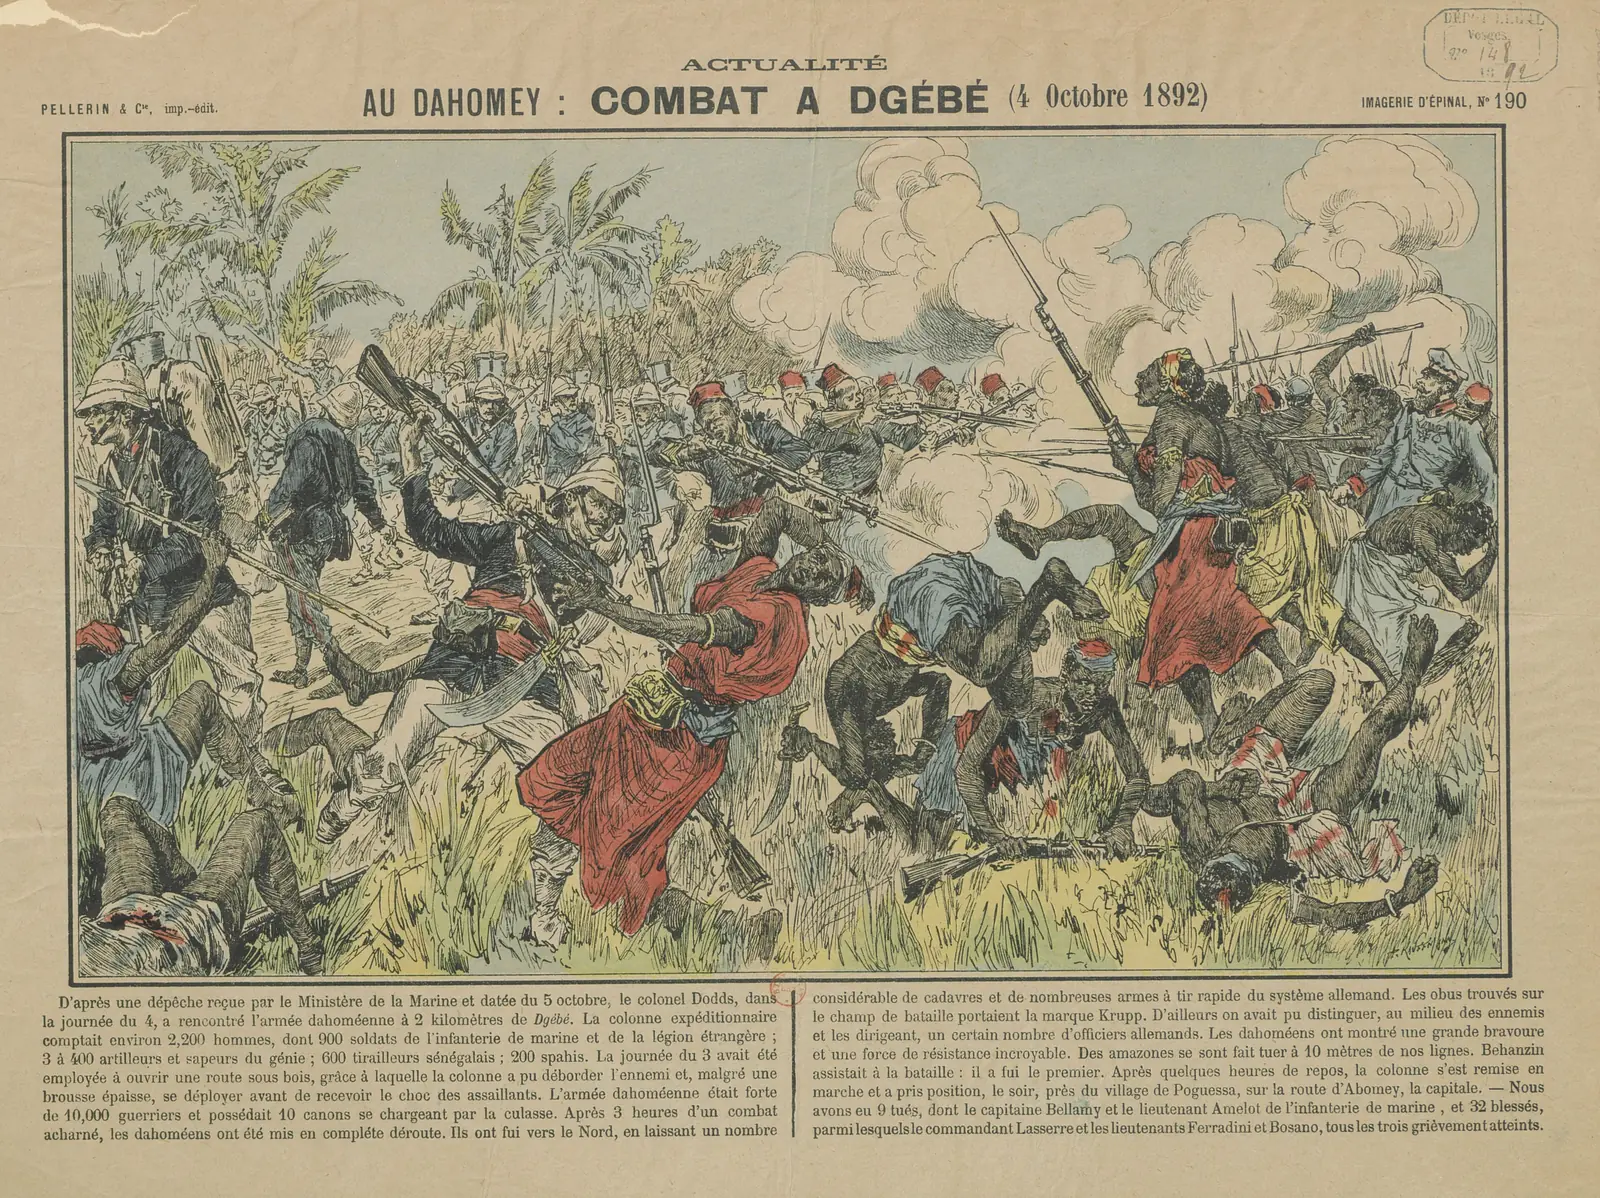 DÉPÔT LÉGAL
Vosges
No 148
1892
ACTUALITÉ
PELLERIN & Cie, imp.-édit.
AU DAHOMEY : COMBAT A DGÉBÉ (4 Octobre 1892)
IMAGERIE D'ÉPINAL, No 190
D'après une dépêche reçue par le Ministère de la Marine et datée du 5 octobre, le colonel Dodds, dans
la journée du 4, a rencontré l'armée dahoméenne à 2 kilomètres de Dgébé. La colonne expéditionnaire
comptait environ 2,200 hommes, dont 900 soldats de l'infanterie de marine et de la légion étrangère ;
3 à 400 artilleurs et sapeurs du génie ; 600 tirailleurs sénégalais ; 200 spahis. La journée du 3 avait été
employée à ouvrir une route sous bois, grâce à laquelle la colonne a pu déborder l'ennemi et, malgré une
brousse épaisse, se déployer avant de recevoir le choc des assaillants. L'armée dahoméenne était forte
de 10,000 guerriers et possédait 10 canons se chargeant par la culasse. Après 3 heures d'un combat
acharné, les dahoméens ont été mis en complète déroute. Ils ont fui vers le Nord, en laissant un nombre
considérable de cadavres et de nombreuses armes à tir rapide du système allemand. Les obus trouvés sur
le champ de bataille portaient la marque Krupp. D'ailleurs on avait pu distinguer, au milieu des ennemis
et les dirigeant, un certain nombre d'officiers allemands. Les dahoméens ont montré une grande bravoure
et une force de résistance incroyable. Des amazones se sont fait tuer à 10 mètres de nos lignes. Behanzin
assistait à la bataille : il a fui le premier. Après quelques heures de repos, la colonne s'est remise en
marche et a pris position, le soir, près du village de Poguessa, sur la route d'Abomey, la capitale. — Nous
avons eu 9 tués, dont le capitaine Bellamy et le lieutenant Amelot de l'infanterie de marine, et 32 blessés,
parmi lesquels le commandant Lasserre et les lieutenants Ferradini et Bosano, tous les trois grièvement atteints.